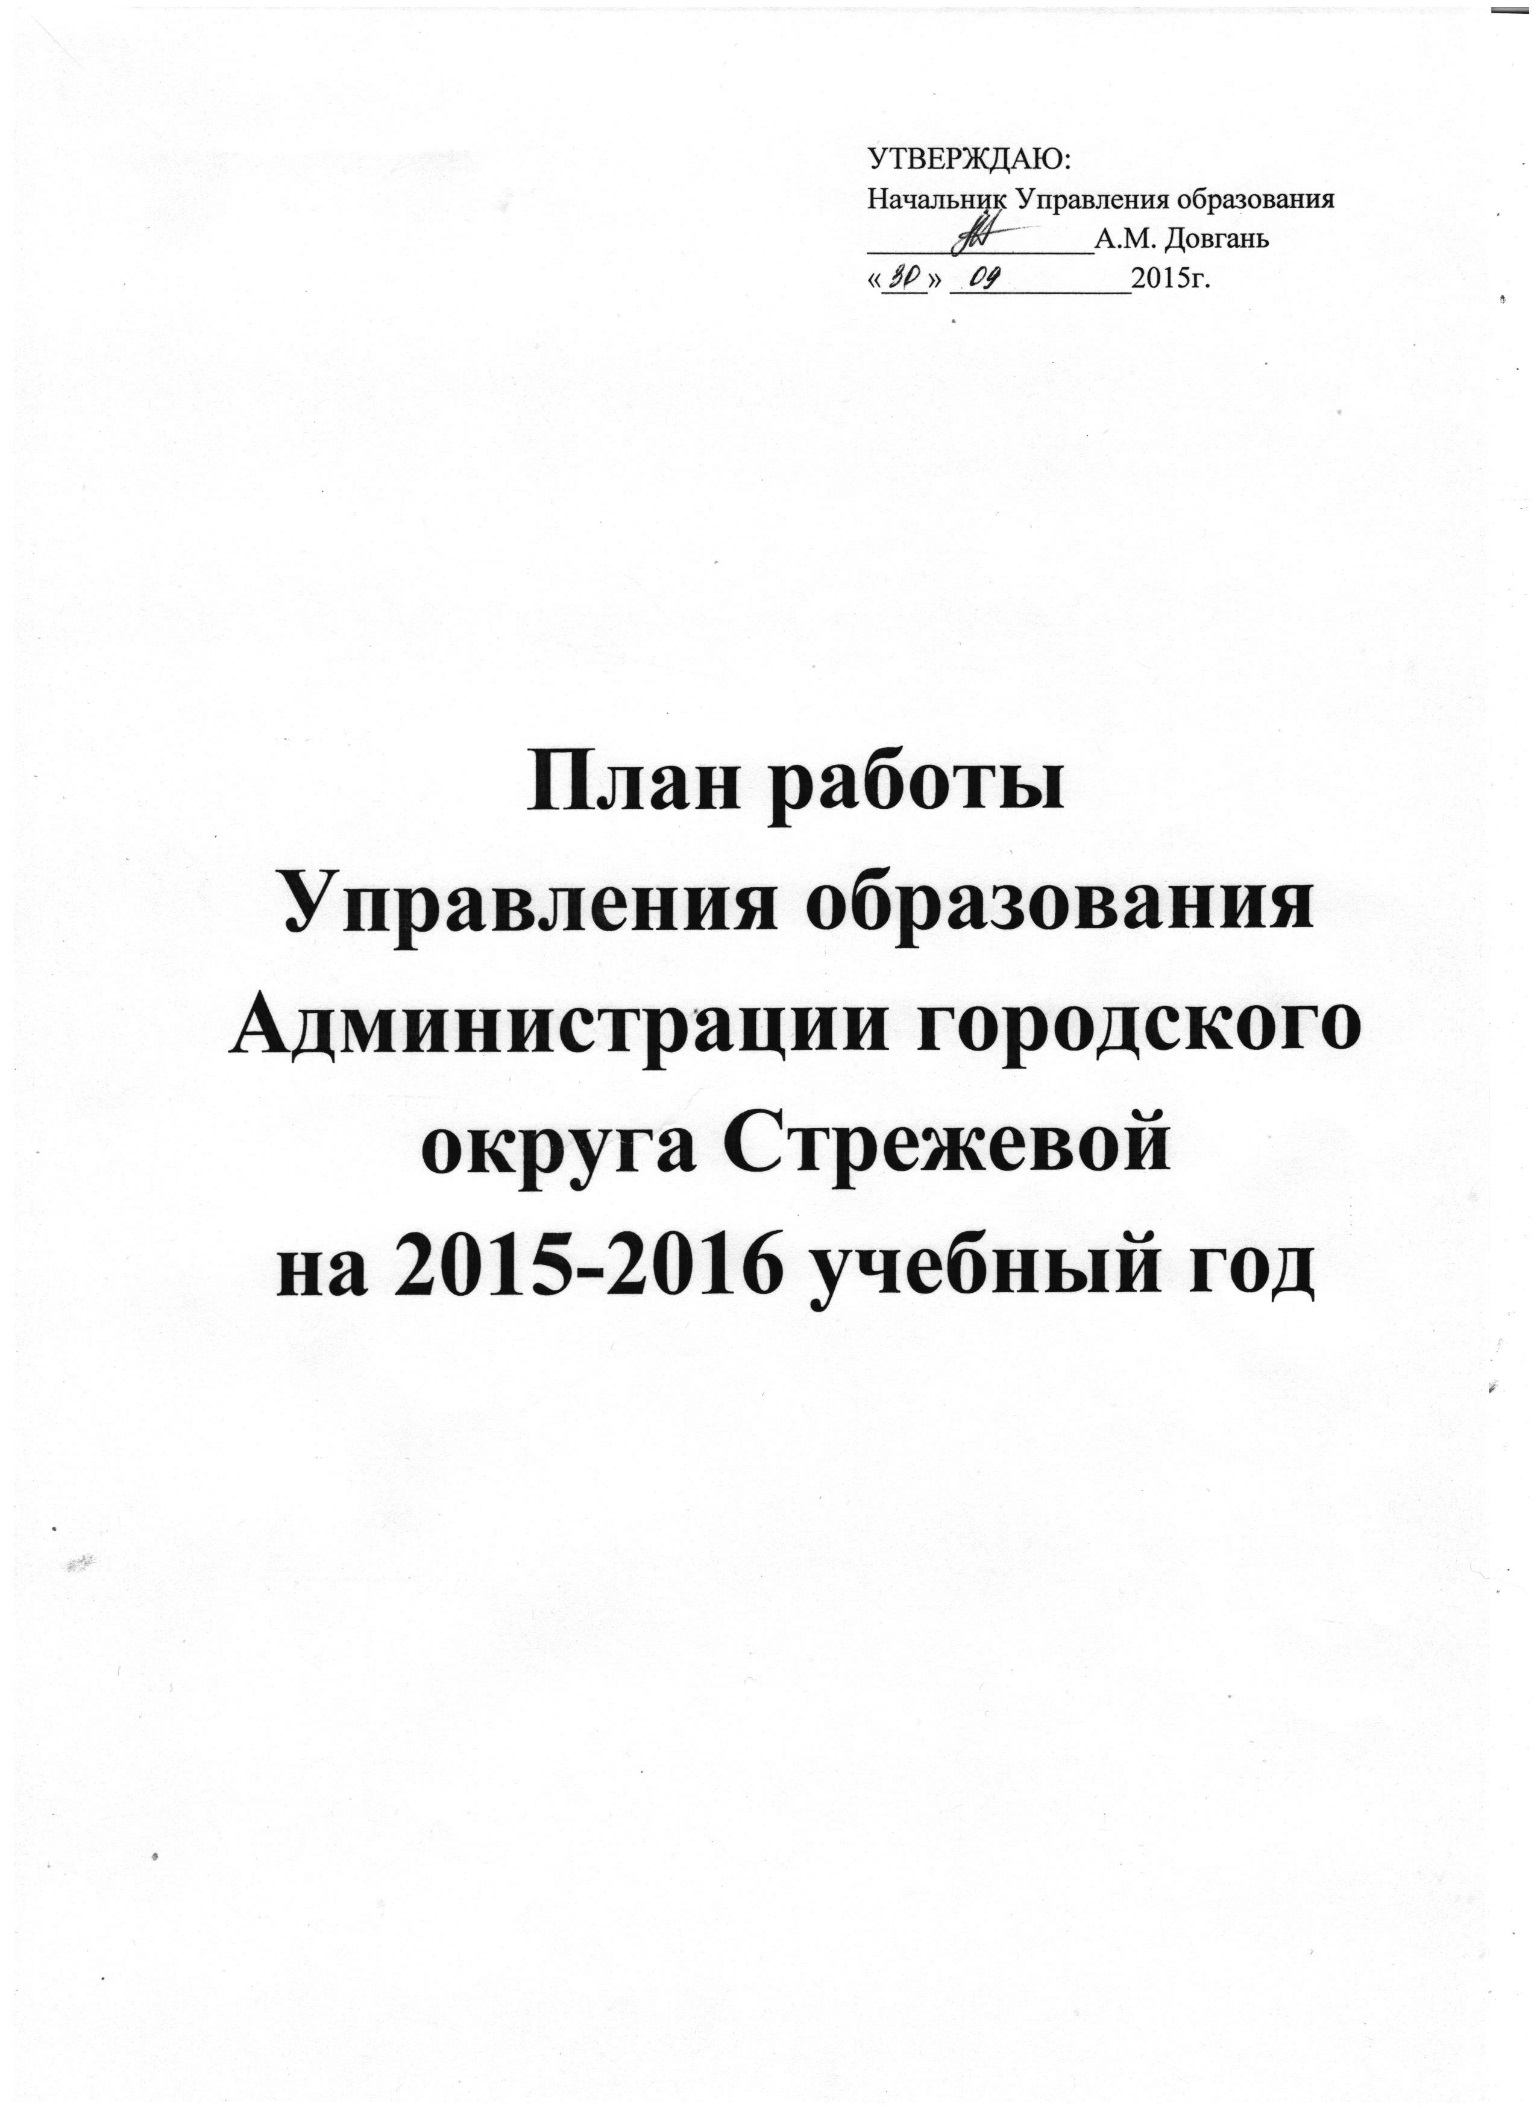 УТВЕРЖДАЮ:
Начальник Управления образования
_______________А.М. Довгань
«30» 09 2015г.
План работы
Управления образования
Администрации городского
округа Стрежевой
на 2015-2016 учебный год